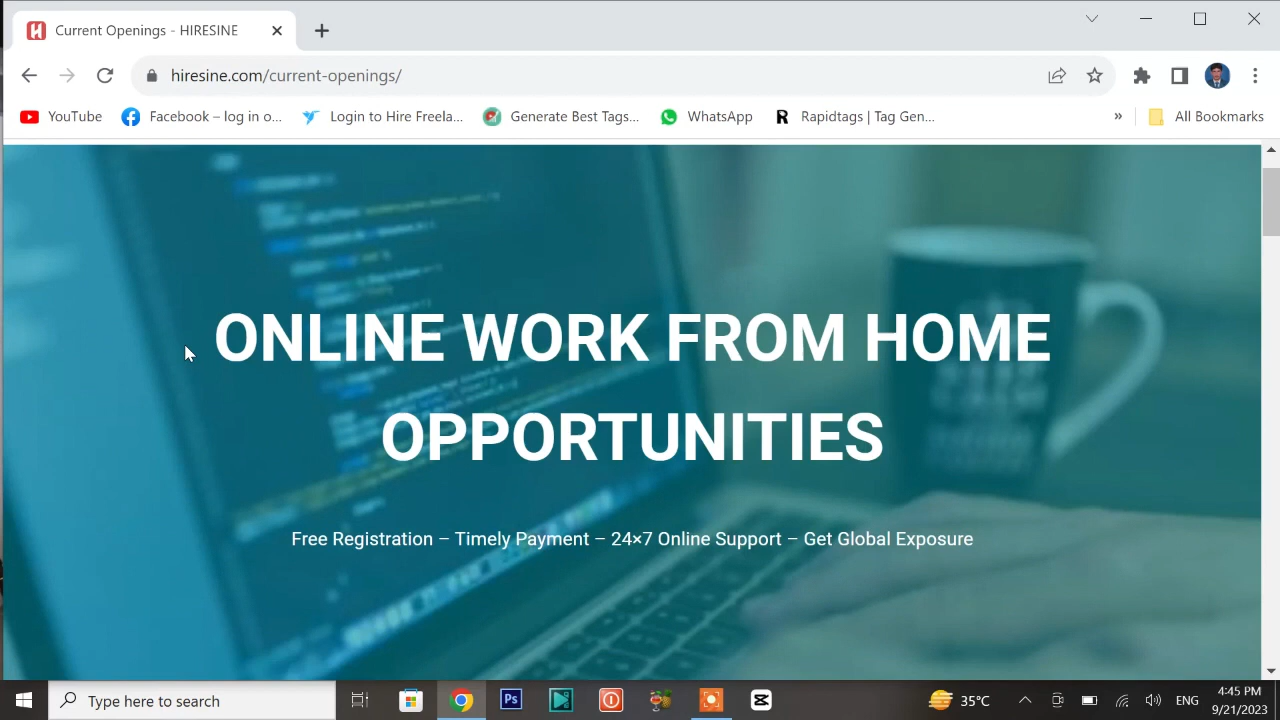 Current Openings - HIRESINE
hiresine.com/current-openings/
YouTube
Facebook – log in o...
Login to Hire Freela...
Generate Best Tags...
WhatsApp
R
Rapidtags | Tag Gen...
»
All Bookmarks
ONLINE WORK FROM HOME
OPPORTUNITIES
Free Registration – Timely Payment – 24×7 Online Support – Get Global Exposure
Type here to search
Ps
35°C
ENG
4:45 PM
9/21/2023